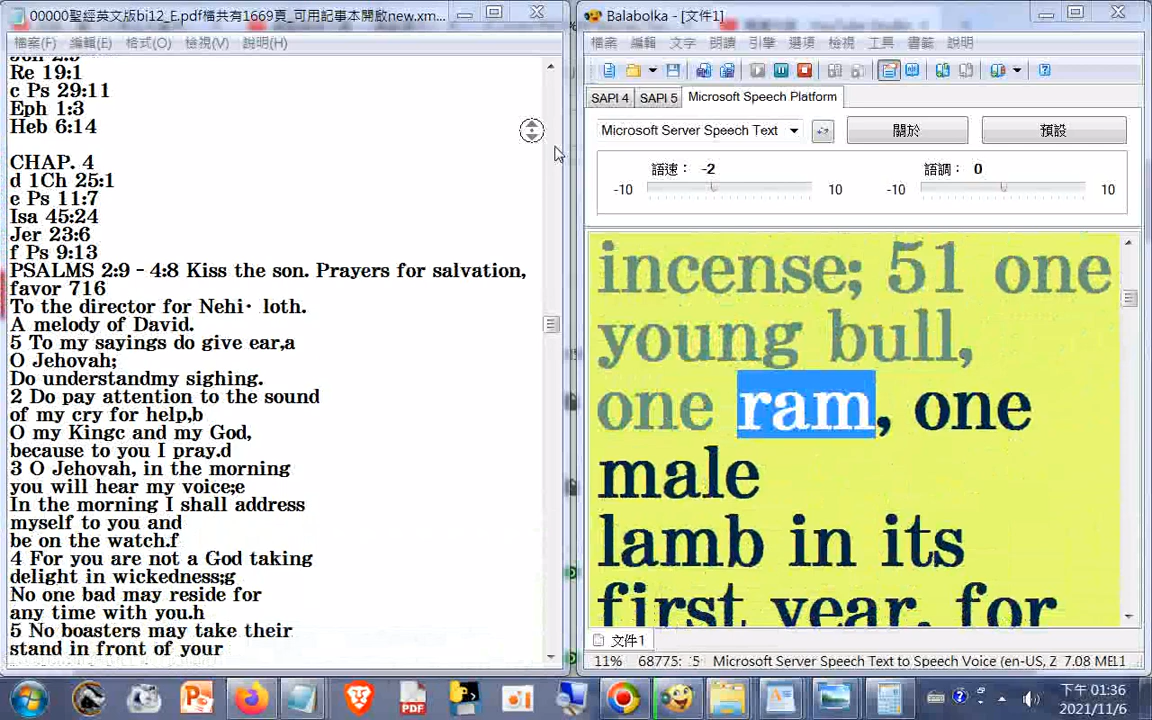 00000聖經英文版bi12_E.pdf檔共有1669頁_可用記事本開啟new.xm...
檔案(F) 編輯(E) 格式(O) 檢視(V) 說明(H)
Re 19:1
c Ps 29:11
Eph 1:3
Heb 6:14
CHAP. 4
d 1Ch 25:1
e Ps 11:7
Isa 45:24
Jer 23:6
f Ps 9:13
PSALMS 2:9 - 4:8 Kiss the son. Prayers for salvation,
favor 716
To the director for Nehi· loth.
A melody of David.
5 To my sayings do give ear,a
O Jehovah;
Do understandmy sighing.
2 Do pay attention to the sound
of my cry for help,b
O my Kingc and my God,
because to you I pray.d
3 O Jehovah, in the morning
you will hear my voice;e
In the morning I shall address
myself to you and
be on the watch.f
4 For you are not a God taking
delight in wickedness;g
No one bad may reside for
any time with you.h
5 No boasters may take their
stand in front of your
Balabolka - [文件1]
檔案 編輯 文字 朗讀 引擎 選項 檢視 工具 書籤 說明
SAPI 4 SAPI 5 Microsoft Speech Platform
Microsoft Server Speech Text 關於 預設
語速： -2 語調： 0
-10 10 -10 10
incense; 51 one
young bull,
one ram, one
male
lamb in its
first year, for
文件1
11% 68775: Microsoft Server Speech Text to Speech Voice (en-US, Z 7.08 ME
下午 01:36
2021/11/6